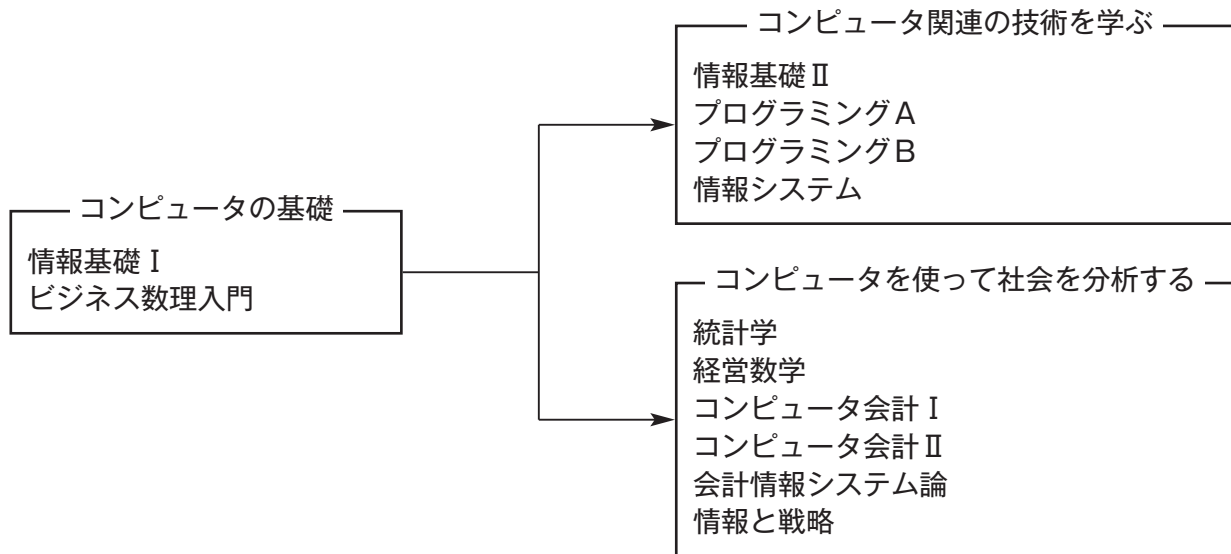 コンピュータの基礎
情報基礎Ⅰ
ビジネス数理入門
コンピュータ関連の技術を学ぶ
情報基礎Ⅱ
プログラミングA
プログラミングB
情報システム
コンピュータを使って社会を分析する
統計学
経営数学
コンピュータ会計Ⅰ
コンピュータ会計Ⅱ
会計情報システム論
情報と戦略